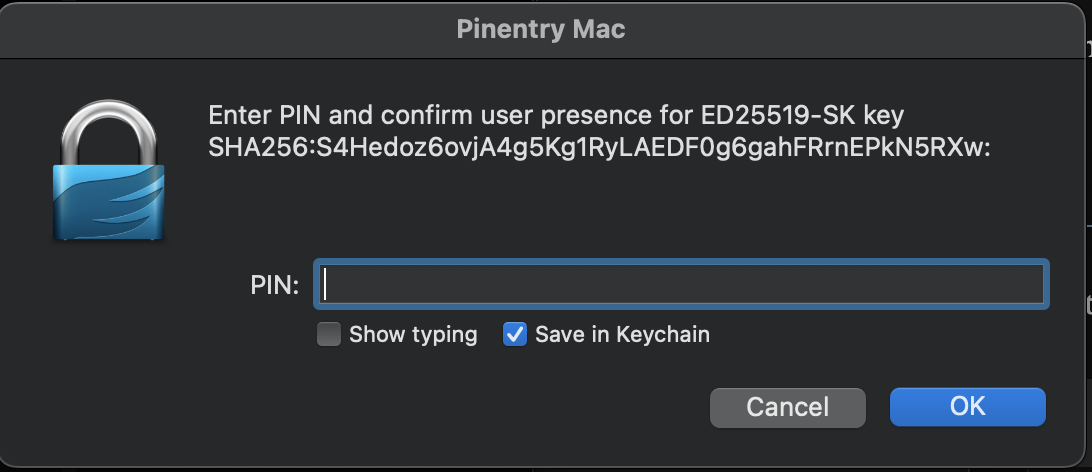 Pinentry Mac
Enter PIN and confirm user presence for ED25519-SK key
SHA256:S4Hedoz6ovjA4g5Kg1RyLAEDF0g6gahFRrnEPkN5RXw:
PIN:
Show typing Save in Keychain
Cancel OK